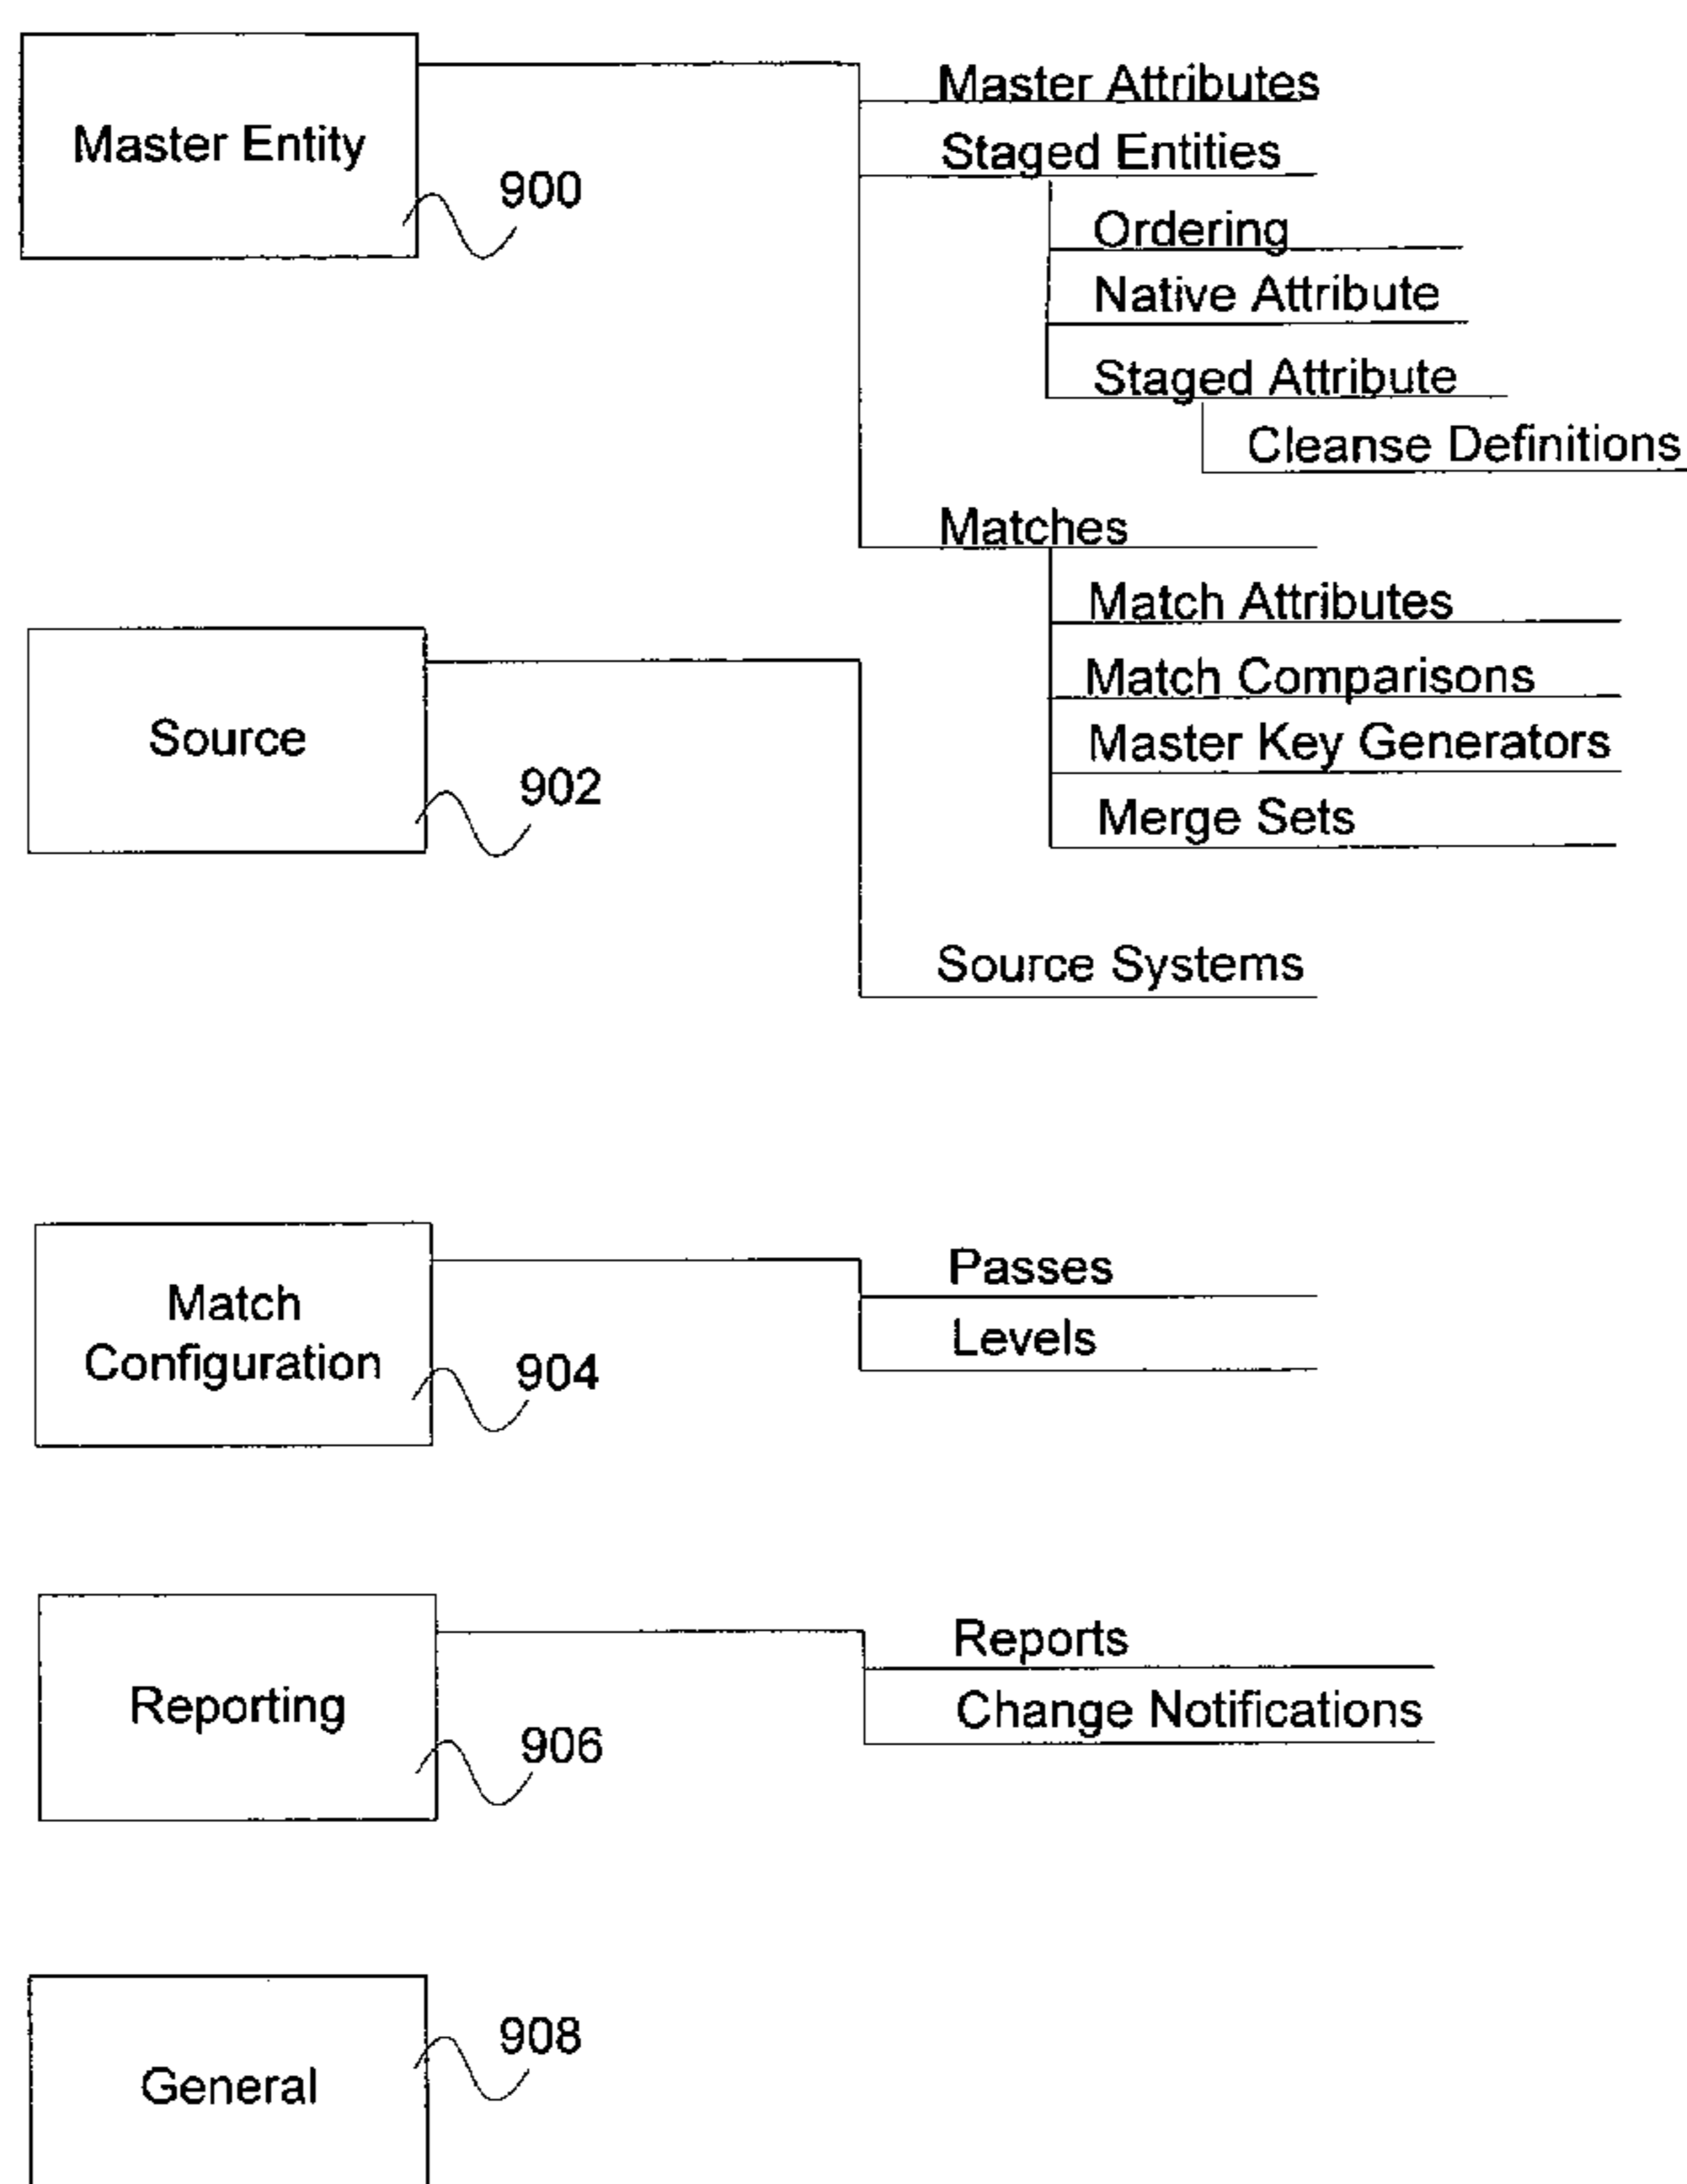 Master Entity
900
Master Attributes
Staged Entities
Ordering
Native Attribute
Staged Attribute
Cleanse Definitions
Matches
Match Attributes
Match Comparisons
Master Key Generators
Merge Sets
Source
902
Source Systems
Match
Configuration
904
Passes
Levels
Reporting
906
Reports
Change Notifications
General
908